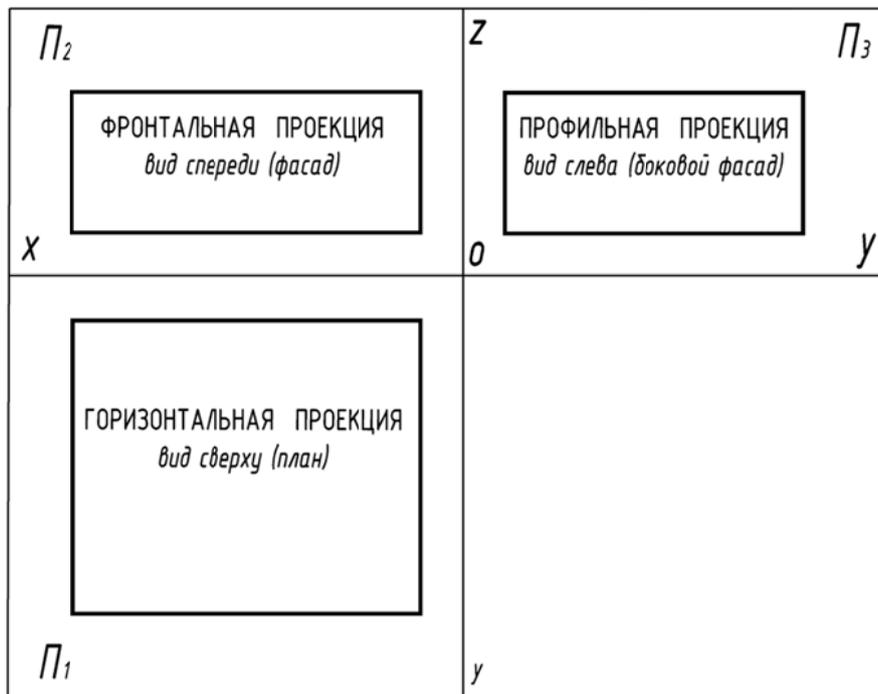 П2
ФРОНТАЛЬНАЯ ПРОЕКЦИЯ
вид спереди (фасад)
x
z
П3
ПРОФИЛЬНАЯ ПРОЕКЦИЯ
вид слева (боковой фасад)
o
y
ГОРИЗОНТАЛЬНАЯ ПРОЕКЦИЯ
вид сверху (план)
П1
y